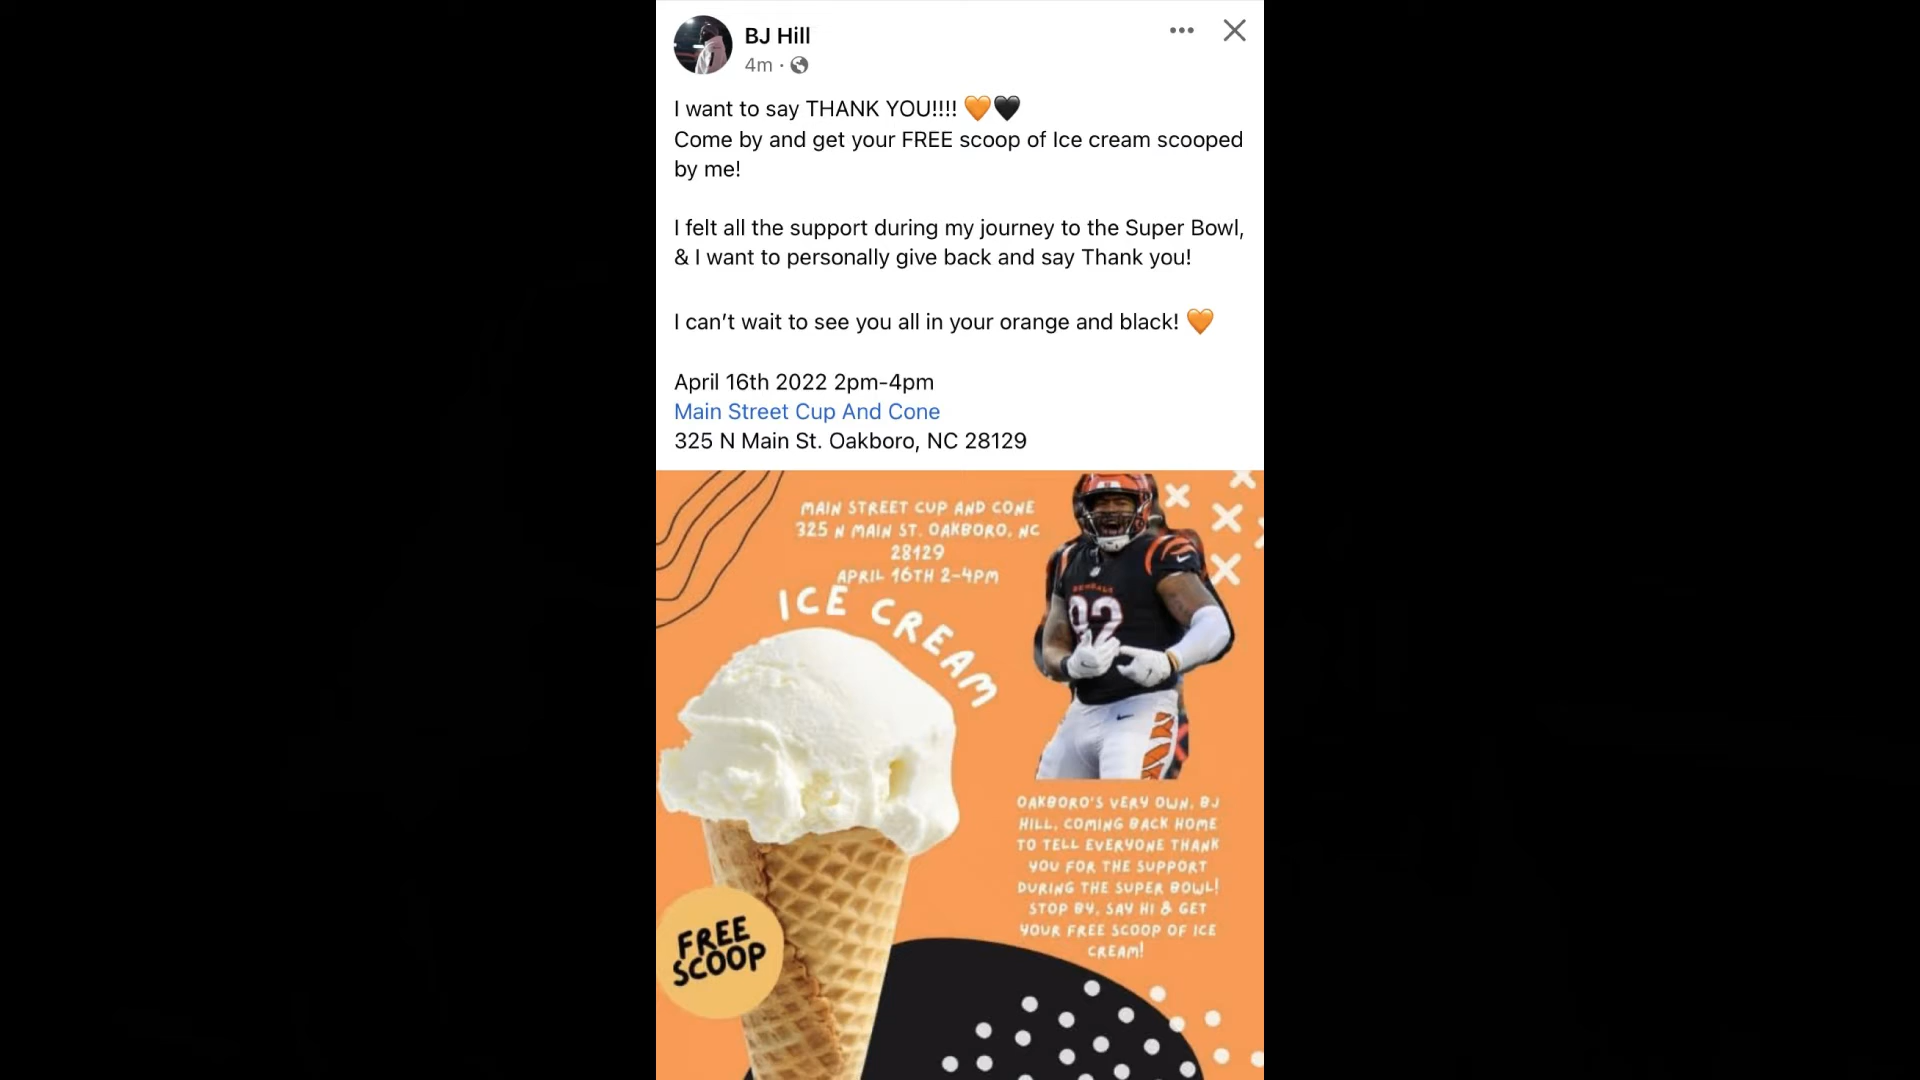 BJ Hill
4m ·
I want to say THANK YOU!!!! 🧡🖤
Come by and get your FREE scoop of Ice cream scooped
by me!
I felt all the support during my journey to the Super Bowl,
& I want to personally give back and say Thank you!
I can’t wait to see you all in your orange and black! 🧡
April 16th 2022 2pm-4pm
Main Street Cup And Cone
325 N Main St. Oakboro, NC 28129
MAIN STREET CUP AND CONE
325 N MAIN ST. OAKBORO, NC
28129
APRIL 16TH 2-4PM
ICE CREAM
BENGALS
92
OAKBORO'S VERY OWN, BJ
HILL, COMING BACK HOME
TO TELL EVERYONE THANK
YOU FOR THE SUPPORT
DURING THE SUPER BOWL!
STOP BY, SAY HI & GET
YOUR FREE SCOOP OF ICE
CREAM!
FREE
SCOOP